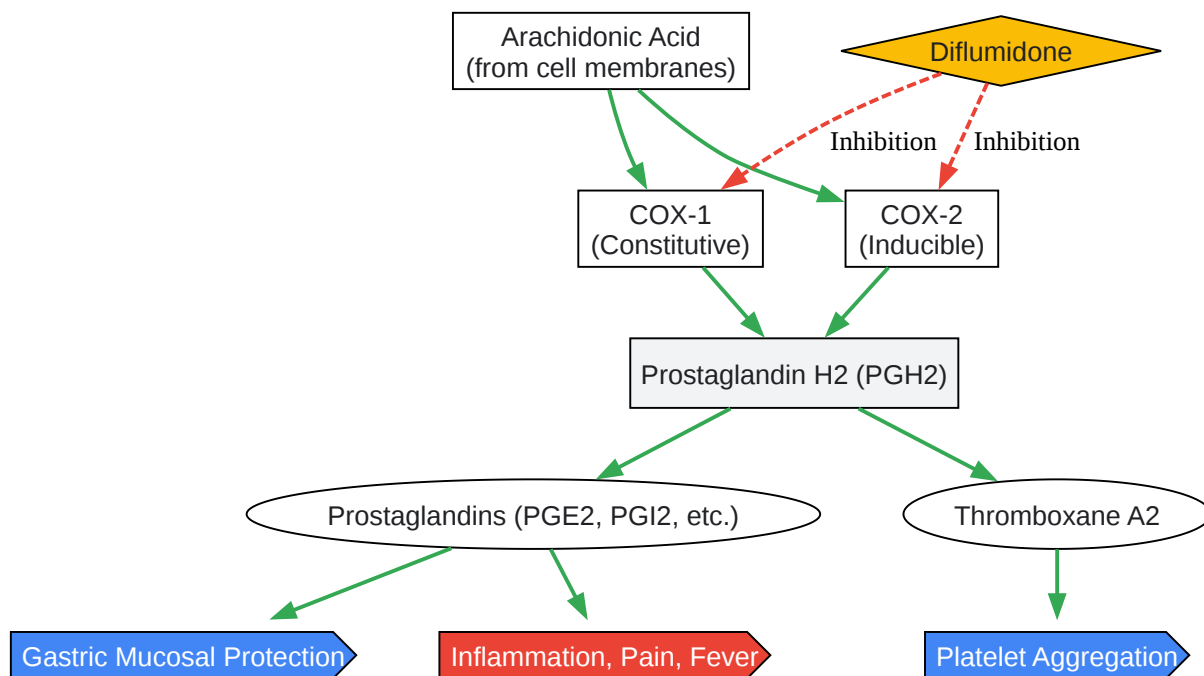 Arachidonic Acid
(from cell membranes)
Diflumidone
Inhibition
Inhibition
COX-1
(Constitutive)
COX-2
(Inducible)
Prostaglandin H2 (PGH2)
Prostaglandins (PGE2, PGI2, etc.)
Thromboxane A2
Gastric Mucosal Protection
Inflammation, Pain, Fever
Platelet Aggregation